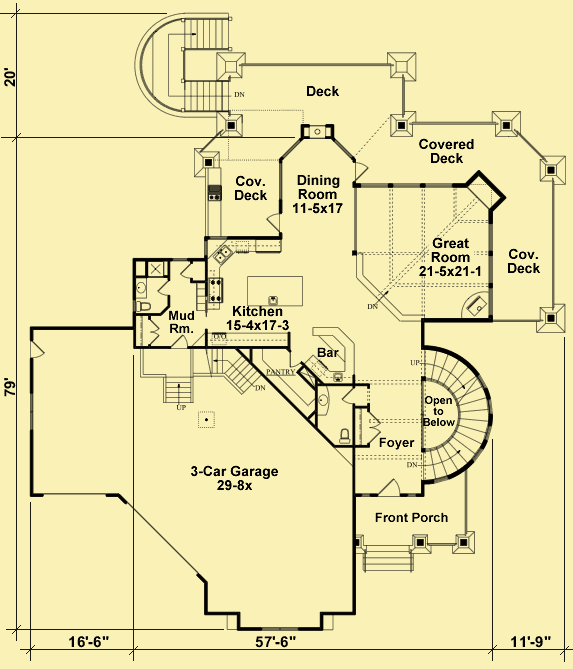 20'
DN
Deck
Covered
Deck
Cov.
Deck
Dining
Room
11-5x17
Great
Room
21-5x21-1
Cov.
Deck
DN
Mud
Rm.
Kitchen
15-4x17-3
Bar
PANTRY
UP
DN
UP
Open
to
Below
79'
Foyer
DN
3-Car Garage
29-8x
Front Porch
16'-6"
57'-6"
11'-9"